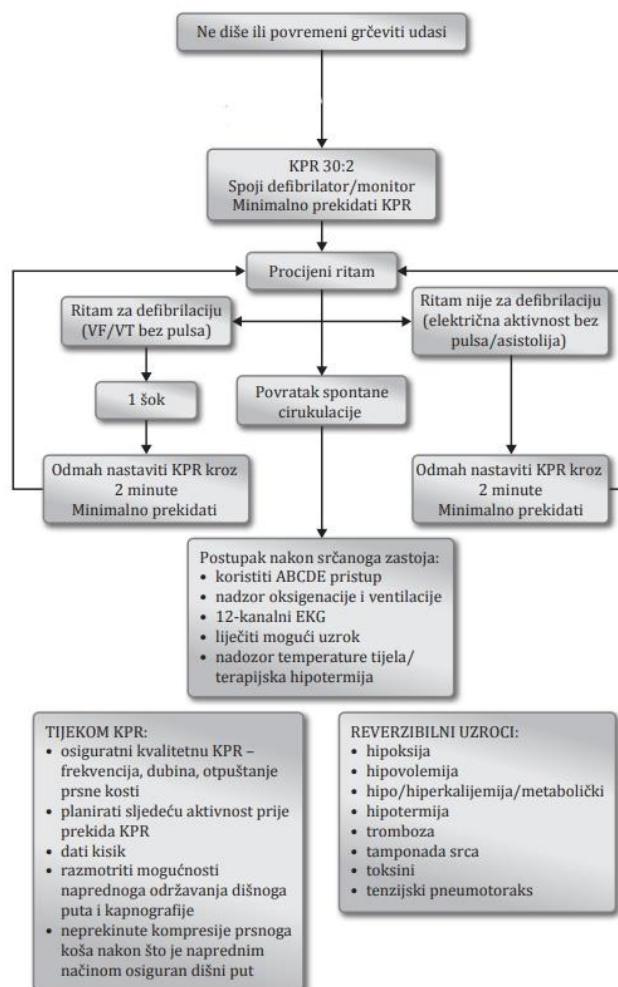 Ne diše ili povremeni grčeviti udasi
KPR 30:2
Spoji defibrilator/monitor
Minimalno prekidati KPR
Procijeni ritam
Ritam za defibrilaciju
(VF/VT bez pulsa)
Ritam nije za defibrilaciju
(električna aktivnost bez
pulsa/asistolija)
1 šok
Povratak spontane
cirukulacije
Odmah nastaviti KPR kroz
2 minute
Minimalno prekidati
Odmah nastaviti KPR kroz
2 minute
Minimalno prekidati
Postupak nakon srčanoga zastoja:
• koristiti ABCDE pristup
• nadzor oksigenacije i ventilacije
• 12-kanalni EKG
• liječiti mogući uzrok
• nadozor temperature tijela/
terapijska hipotermija
TIJEKOM KPR:
• osiguratni kvalitetnu KPR –
frekvencija, dubina, otpuštanje
prsne kosti
• planirati sljedeću aktivnost prije
prekida KPR
• dati kisik
• razmotriti mogućnosti
naprednoga održavanja dišnoga
puta i kapnografije
• neprekinute kompresije prsnoga
koša nakon što je naprednim
načinom osiguran dišni put
REVERZIBILNI UZROCI:
• hipoksija
• hipovolemija
• hipo/hiperkalijemija/metabolički
• hipotermija
• tromboza
• tamponada srca
• toksini
• tenzijski pneumotoraks